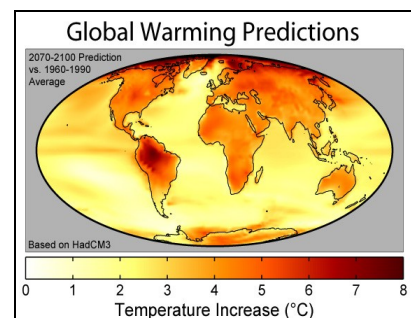 Global Warming Predictions
2070-2100 Prediction
vs. 1960-1990
Average
Based on HadCM3
0 1 2 3 4 5 6 7 8
Temperature Increase (°C)